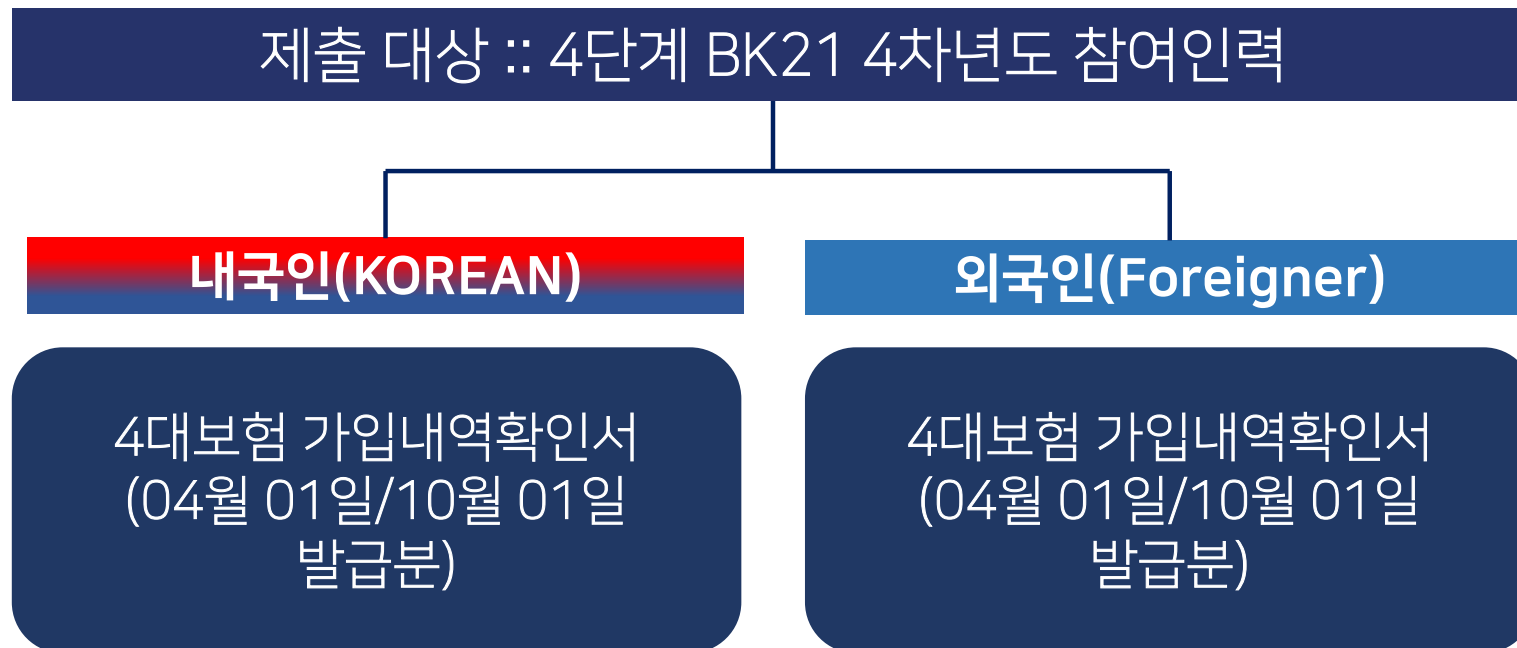 제출 대상 :: 4단계 BK21 4차년도 참여인력
내국인(KOREAN)
외국인(Foreigner)
4대보험 가입내역확인서
(04월 01일/10월 01일
발급분)
4대보험 가입내역확인서
(04월 01일/10월 01일
발급분)